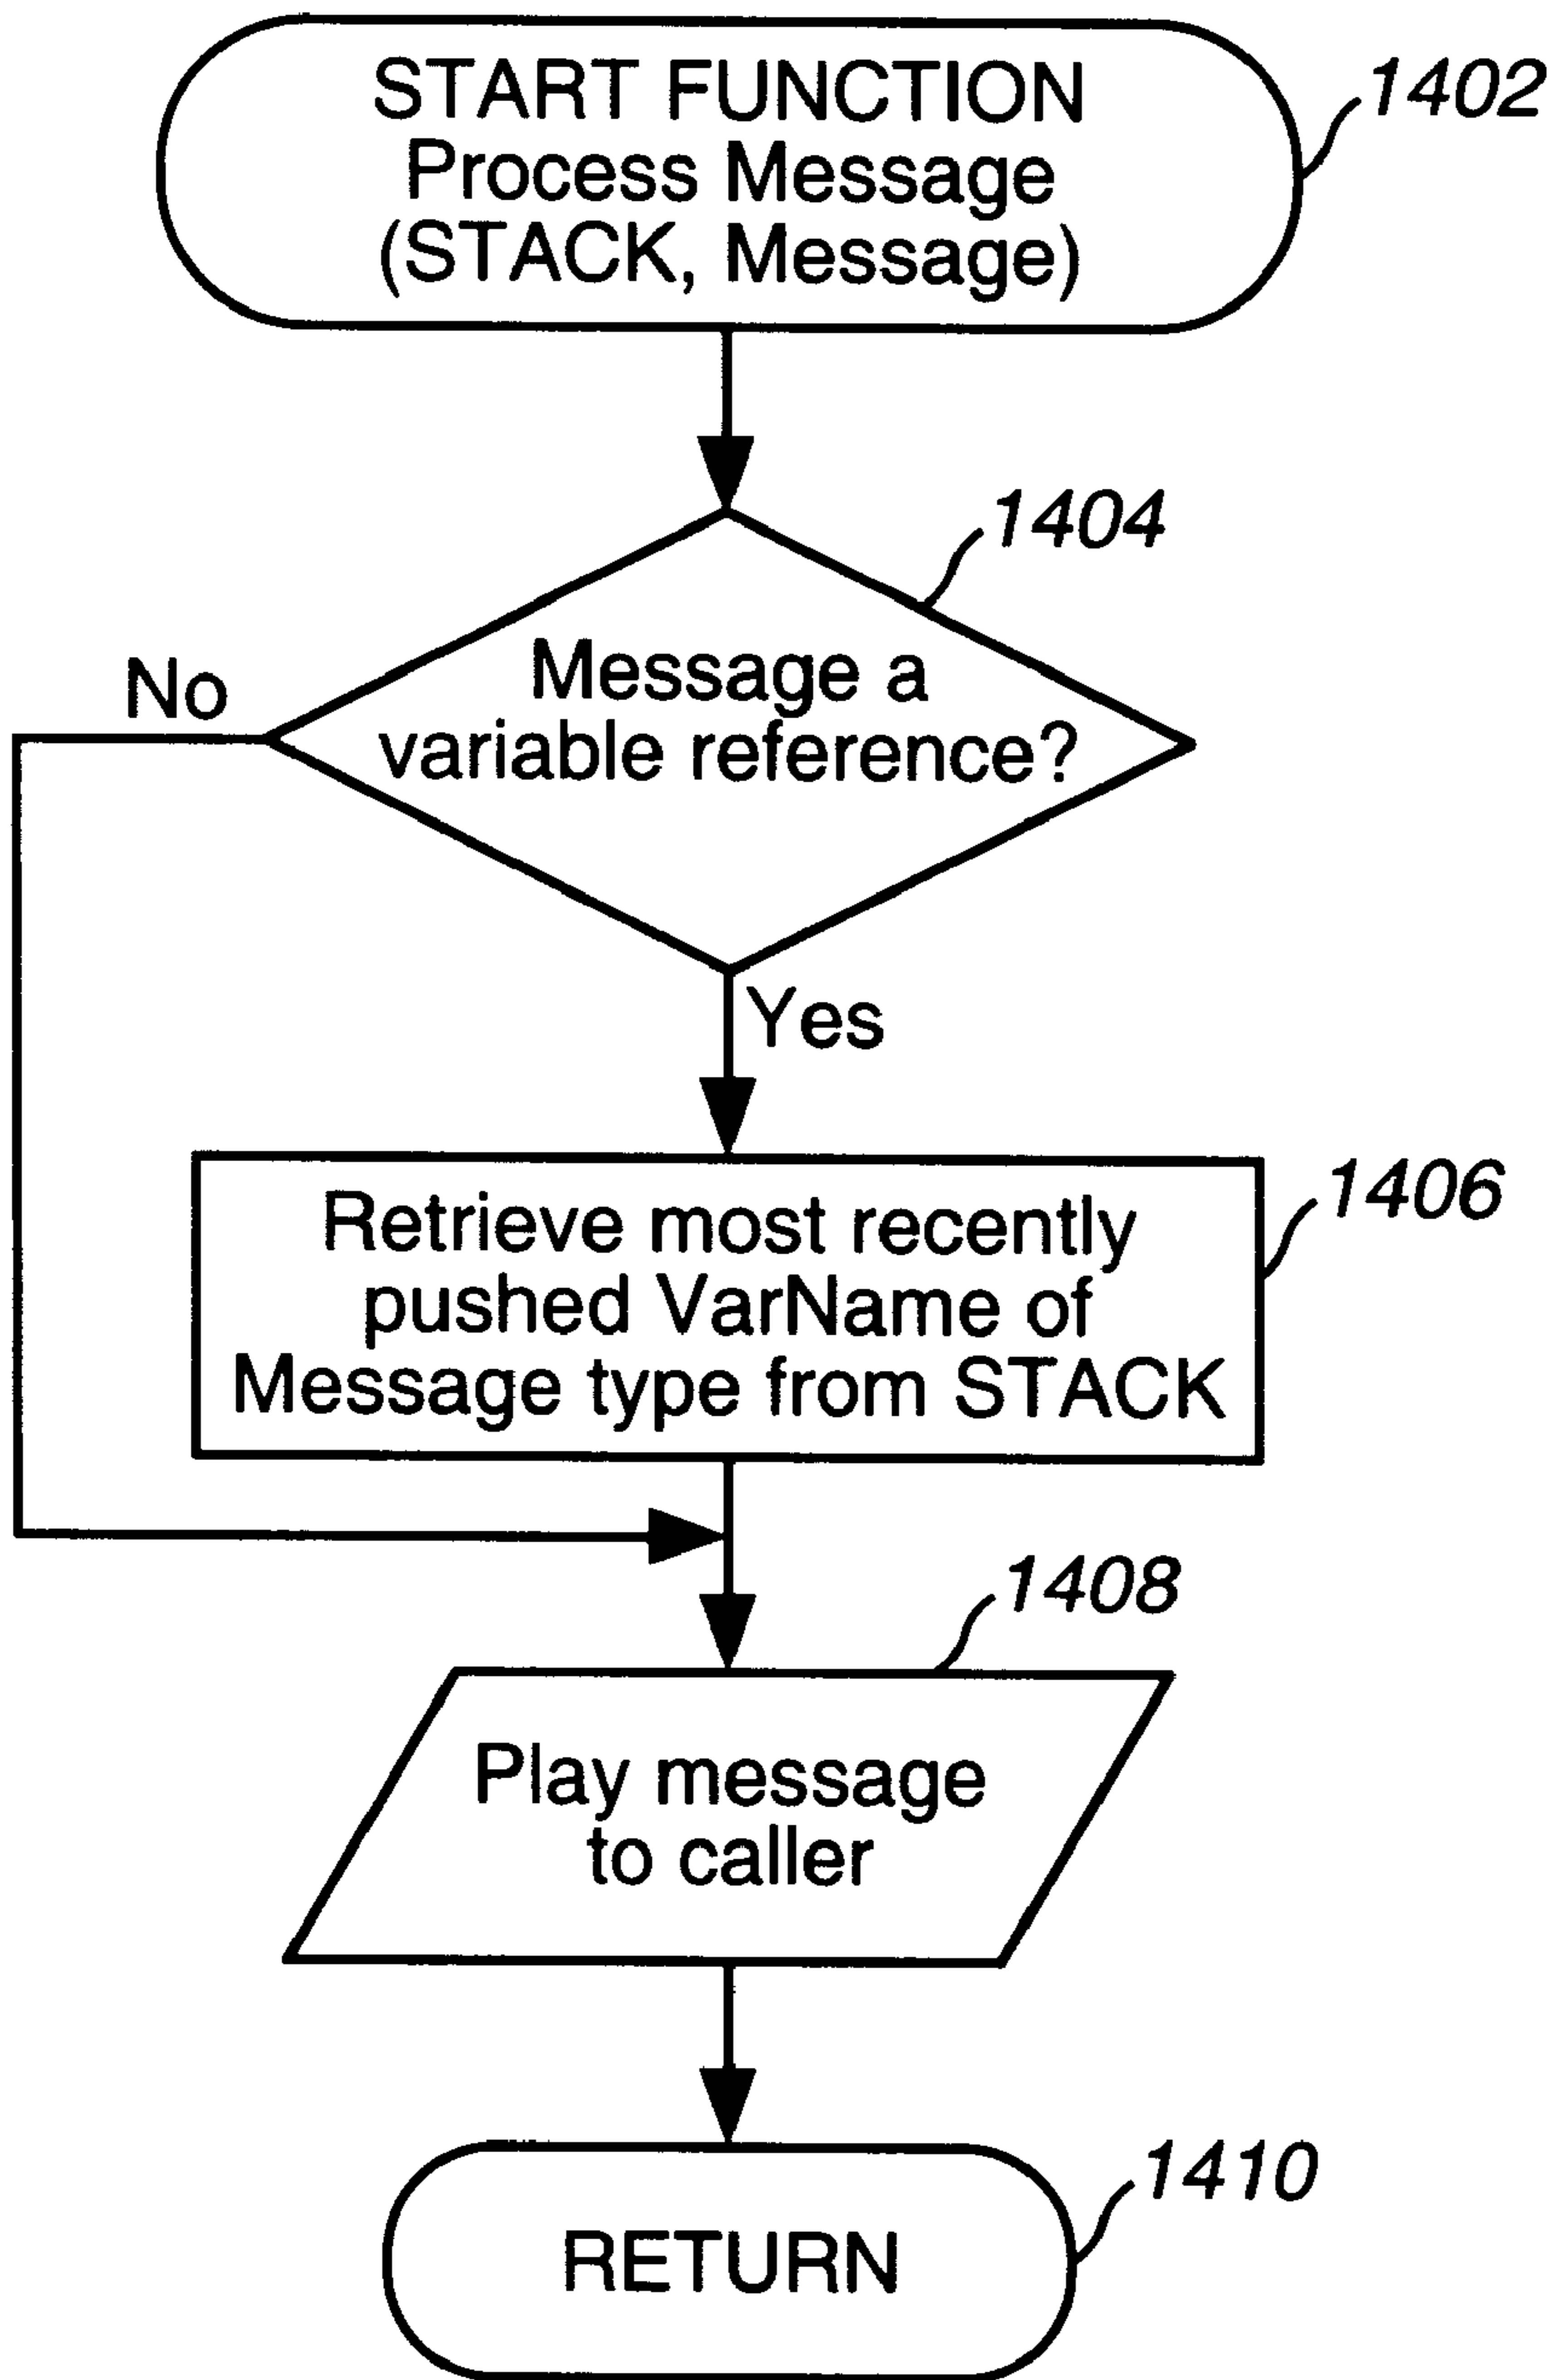 START FUNCTION
Process Message
(STACK, Message)
1402
1404
Message a
variable reference?
No
Yes
Retrieve most recently
pushed VarName of
Message type from STACK
1406
1408
Play message
to caller
1410
RETURN